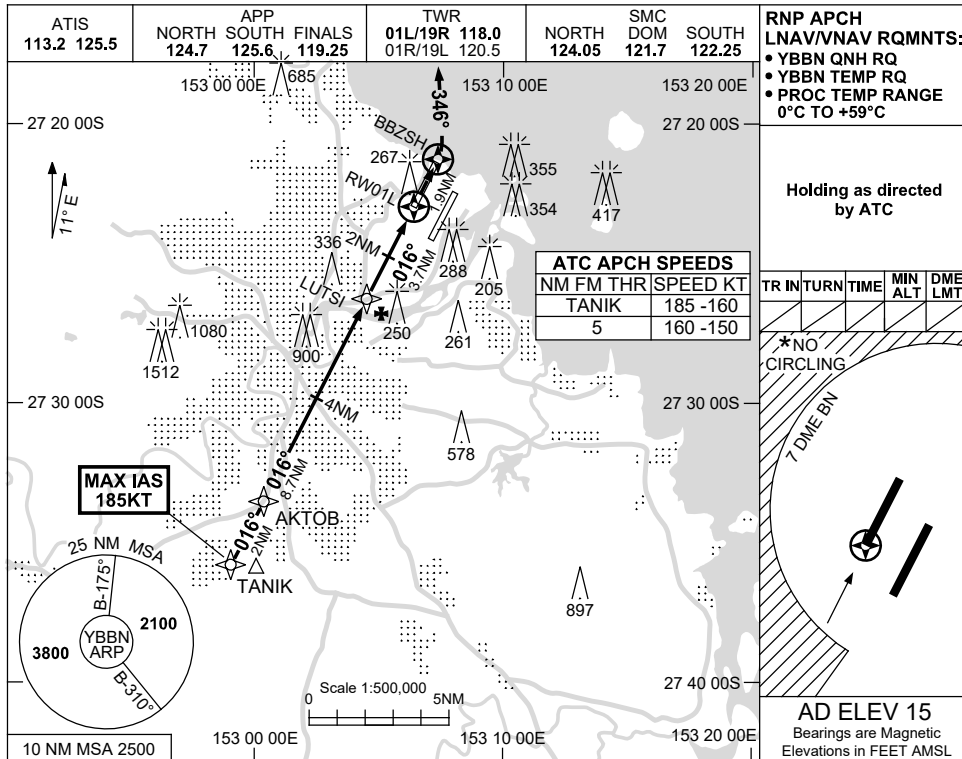 ATIS
113.2 125.5
APP
NORTH SOUTH FINALS
124.7 125.6 119.25
TWR
01L/19R 118.0
01R/19L 120.5
SMC
NORTH DOM SOUTH
124.05 121.7 122.25
RNP APCH
LNAV/VNAV RQMNTS:
• YBBN QNH RQ
• YBBN TEMP RQ
• PROC TEMP RANGE
0°C TO +59°C
Holding as directed
by ATC
TR IN TURN TIME MIN ALT DME LMT
*NO
CIRCLING
7 DME BN
AD ELEV 15
Bearings are Magnetic
Elevations in FEET AMSL
153 00 00E
153 10 00E
153 20 00E
685
27 20 00S
27 20 00S
346°
BBZSH
267
355
RW01L
1.9NM
354
417
11° E
336
2NM
016°
3.7NM
288
205
LUTSI
250
261
1080
1512
900
ATC APCH SPEEDS
NM FM THR SPEED KT
TANIK 185 -160
5 160 -150
27 30 00S
27 30 00S
4NM
578
016°
8.7NM
MAX IAS
185KT
AKTOB
016°
2NM
TANIK
897
25 NM MSA
B-175°
2100
YBBN
ARP
3800
B-310°
10 NM MSA 2500
Scale 1:500,000
0 5NM
27 40 00S
153 00 00E
153 10 00E
153 20 00E